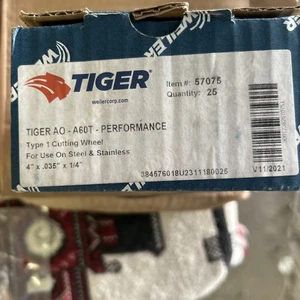 WEILER
TIGER
weilercorp.com
Item #: 57075
Quantity: 25
TIGER AO - A60T - PERFORMANCE
Type 1 Cutting Wheel
For Use On Steel & Stainless
4" x .035" x 1/4"
V11/2021